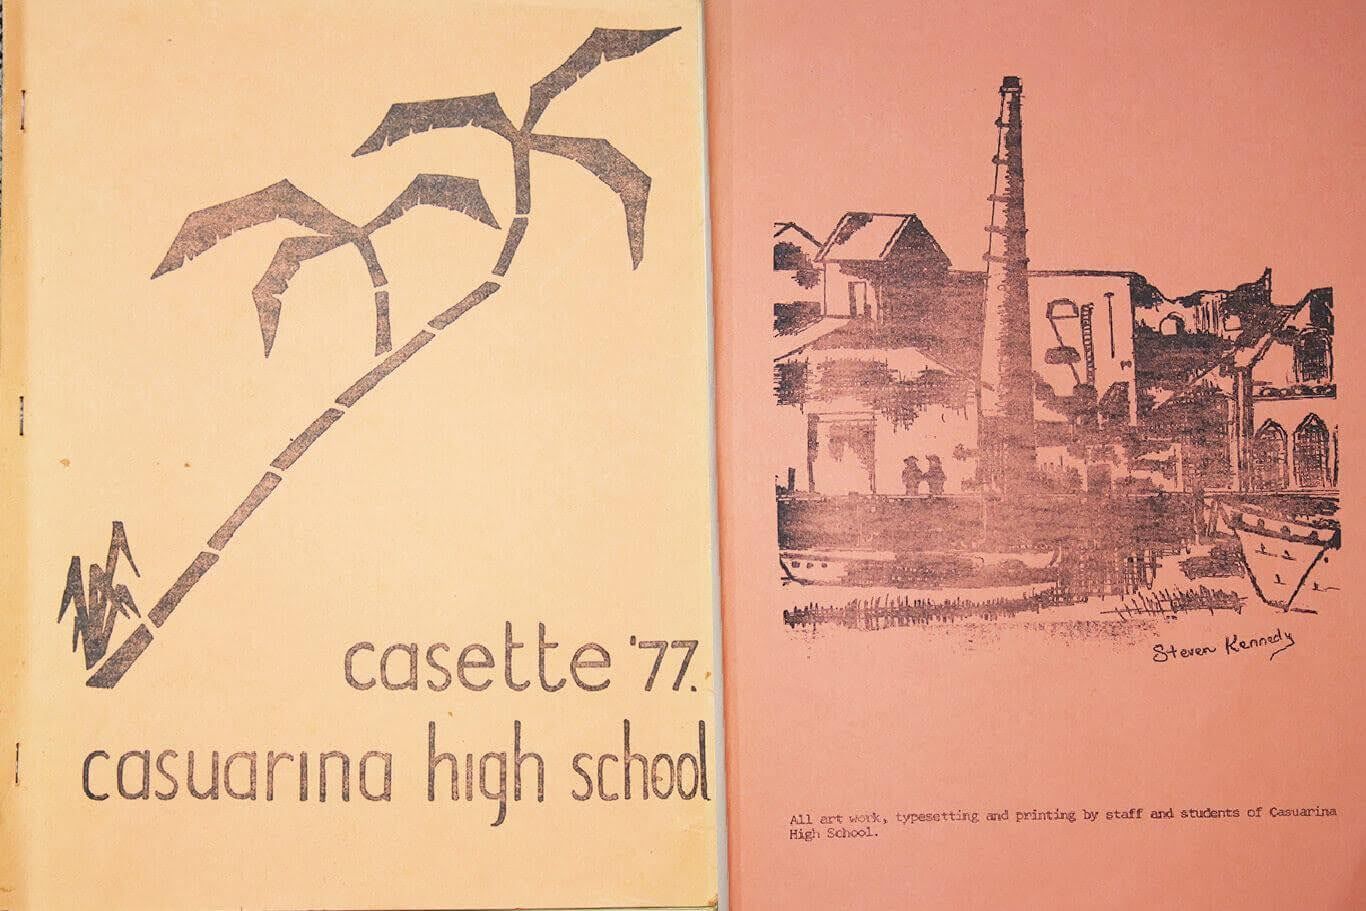 casette '77.
casuarina high school
Steven Kennedy
All art work, typesetting and printing by staff and students of Casuarina
High School.